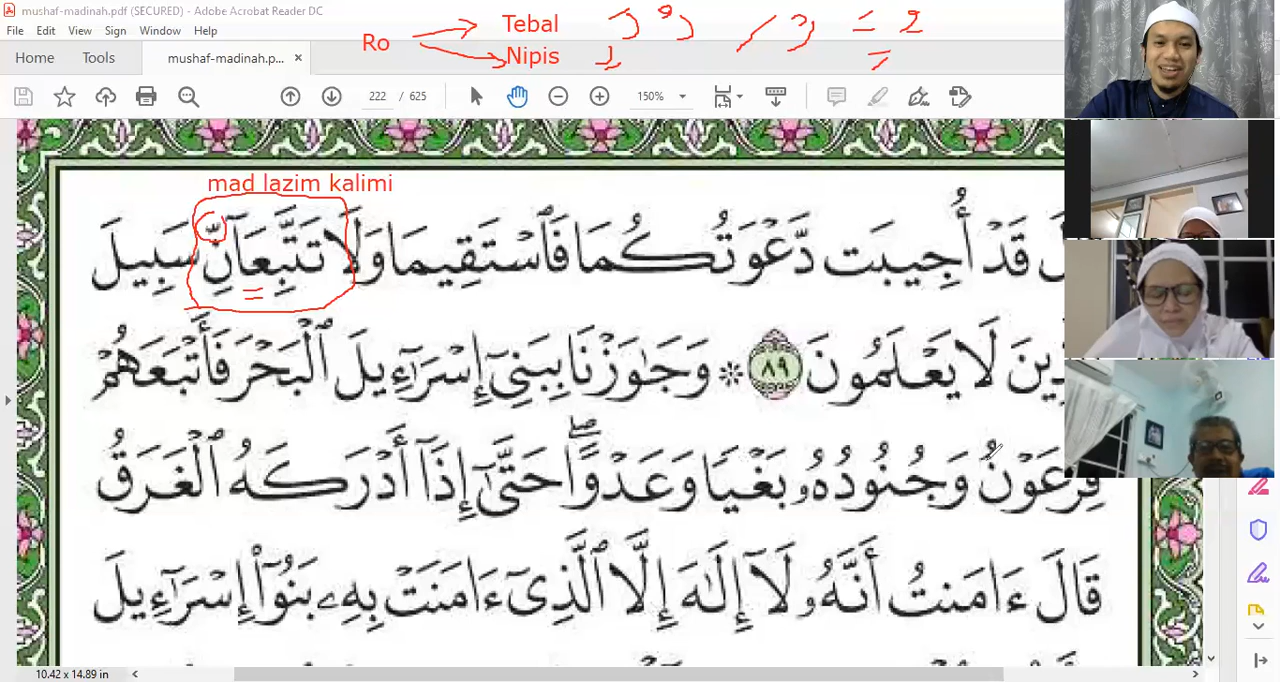 mushaf-madinah.pdf (SECURED) - Adobe Acrobat Reader DC
File Edit View Sign Window Help
Home Tools mushaf-madinah.p... ×
222 / 625 150%
Ro
Tebal
Nipis
mad lazim kalimi
قَدۡ أُجِيبَت دَّعۡوَتُكُمَا فَٱسۡتَقِيمَا وَلَا تَتَّبِعَآنِّ سَبِيلَ
لَا يَعۡلَمُونَ ٨٩ ۞ وَجَٰوَزۡنَا بِبَنِيٓ إِسۡرَٰٓءِيلَ ٱلۡبَحۡرَ فَأَتۡبَعَهُمۡ
فِرۡعَوۡنُ وَجُنُودُهُۥ بَغۡيٗا وَعَدۡوًاۖ حَتَّىٰٓ إِذَآ أَدۡرَكَهُ ٱلۡغَرَقُ
قَالَ ءَامَنتُ أَنَّهُۥ لَآ إِلَٰهَ إِلَّا ٱلَّذِيٓ ءَامَنَتۡ بِهِۦ بَنُوٓاْ إِسۡرَٰٓءِيلَ
10.42 x 14.89 in